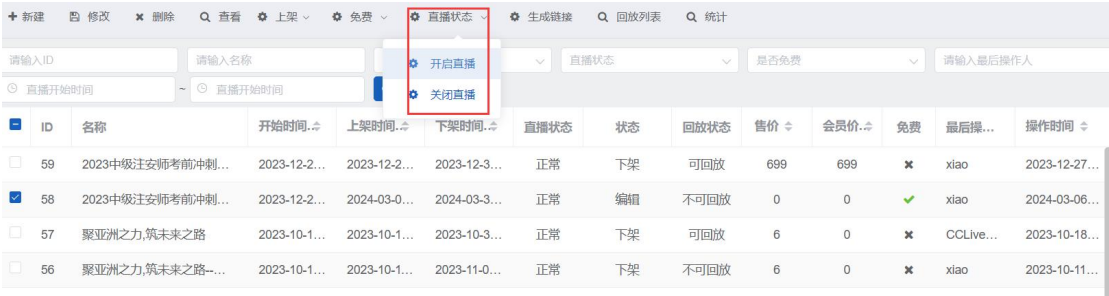 新建 修改 删除 查看 上架 免费 直播状态 生成链接 回放列表 统计
请输入ID 请输入名称 直播状态 是否免费 请输入最后操作人
开启直播
直播开始时间 ~ 直播开始时间
关闭直播
ID 名称 开始时间... 上架时间... 下架时间... 直播状态 状态 回放状态 售价 会员价... 免费 最后操... 操作时间
59 2023中级注安师考前冲刺... 2023-12-2... 2023-12-2... 2023-12-3... 正常 下架 可回放 699 699 xiao 2023-12-27...
58 2023中级注安师考前冲刺... 2023-12-2... 2024-03-0... 2024-03-3... 正常 编辑 不可回放 0 0 xiao 2024-03-06...
57 聚亚洲之力,筑未来之路 2023-10-1... 2023-10-1... 2023-10-3... 正常 下架 可回放 6 0 CCLive... 2023-10-18...
56 聚亚洲之力,筑未来之路--... 2023-10-1... 2023-10-1... 2023-11-0... 正常 下架 不可回放 6 0 xiao 2023-10-11...